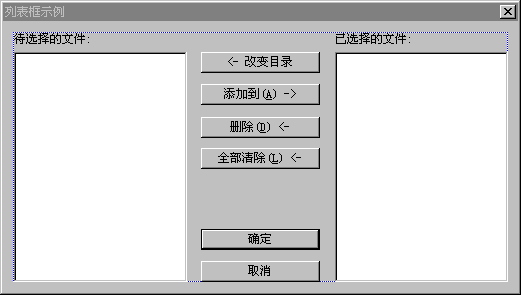 列表框示例
待选择的文件:
已选择的文件:
<- 改变目录
添加到(A) ->
删除(D) <-
全部清除(L) <-
确定
取消